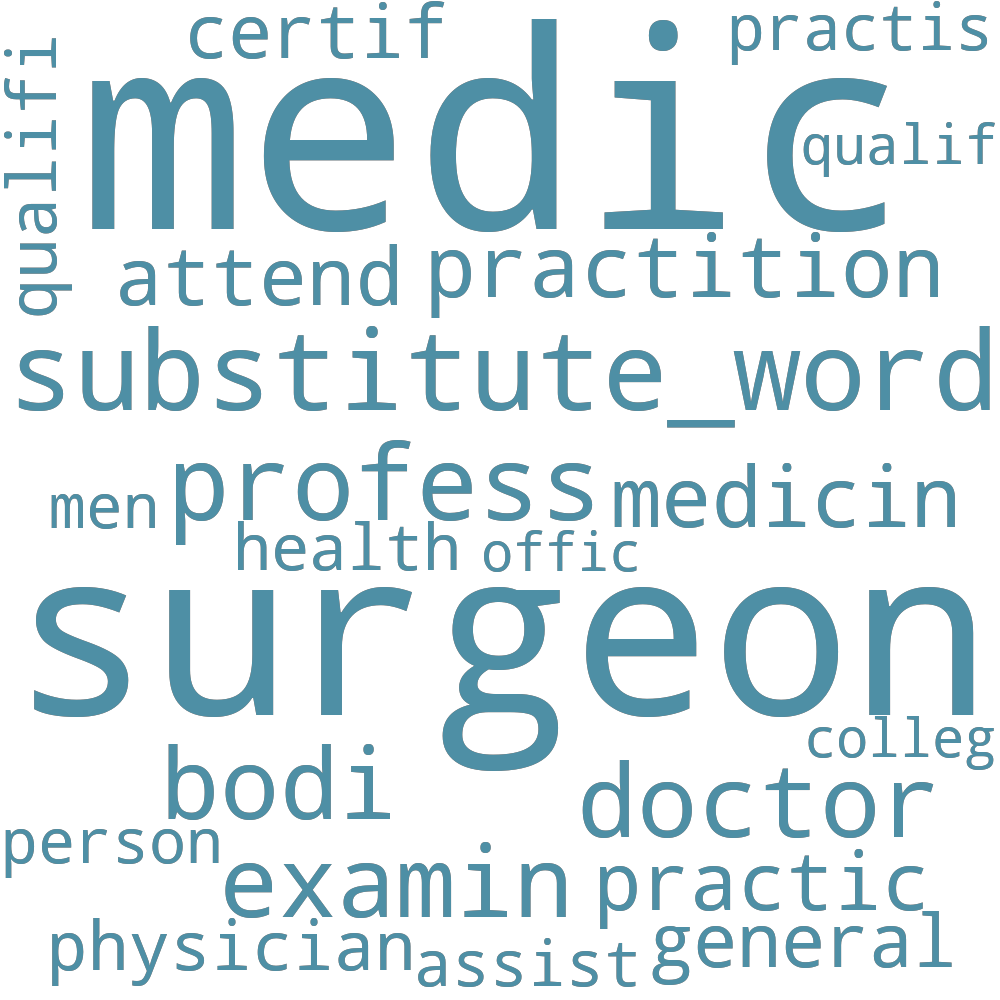 certif
practis
qualifi
medic
qualif
attend
practition
substitute_word
profess
medicin
men
health
offic
surgeon
colleg
bodi
doctor
person
examin
practic
physician
assist
general